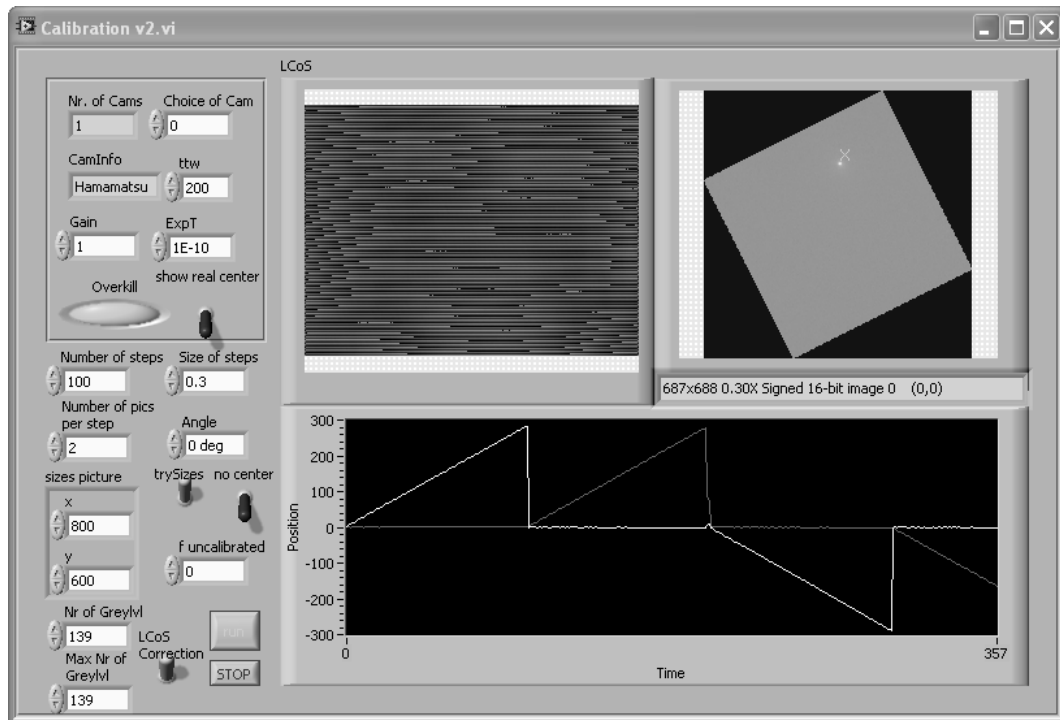 Calibration v2.vi
LCoS
Nr. of Cams
Choice of Cam
1
0
CamInfo
ttw
Hamamatsu
200
Gain
ExpT
1
1E-10
show real center
Overkill
Number of steps
Size of steps
100
0.3
Number of pics
per step
Angle
2
0 deg
sizes picture
trySizes
no center
x
800
y
f uncalibrated
600
0
Nr of Greylvl
139
LCoS
Correction
run
Max Nr of
Greylvl
STOP
139
687x688 0.30X Signed 16-bit image 0 (0,0)
300
200
100
0
-100
-200
-300
Position
0
357
Time